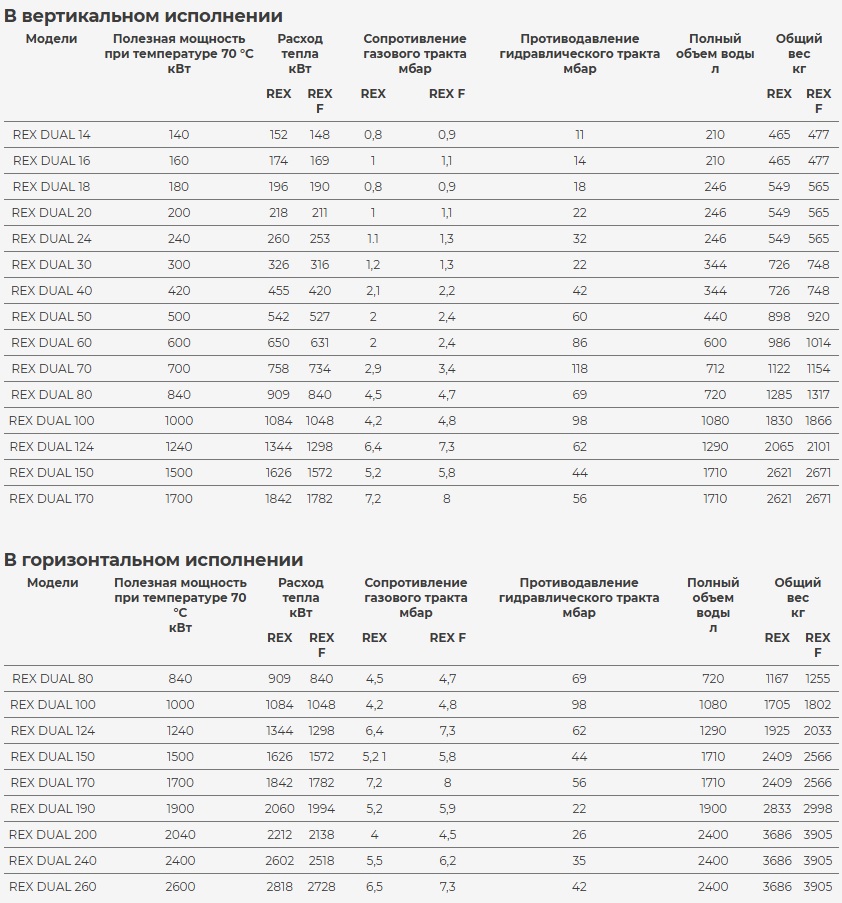 В вертикальном исполнении
Модели Полезная мощность Расход Сопротивление Противодавление Полный Общий
при температуре 70 °C тепла газового тракта гидравлического тракта объем воды вес
кВт кВт мбар мбар л кг
REX REX REX REX F REX REX
F F
REX DUAL 14 140 152 148 0,8 0,9 11 210 465 477
REX DUAL 16 160 174 169 1 1,1 14 210 465 477
REX DUAL 18 180 196 190 0,8 0,9 18 246 549 565
REX DUAL 20 200 218 211 1 1,1 22 246 549 565
REX DUAL 24 240 260 253 1.1 1,3 32 246 549 565
REX DUAL 30 300 326 316 1,2 1,3 22 344 726 748
REX DUAL 40 420 455 420 2,1 2,2 42 344 726 748
REX DUAL 50 500 542 527 2 2,4 60 440 898 920
REX DUAL 60 600 650 631 2 2,4 86 600 986 1014
REX DUAL 70 700 758 734 2,9 3,4 118 712 1122 1154
REX DUAL 80 840 909 840 4,5 4,7 69 720 1285 1317
REX DUAL 100 1000 1084 1048 4,2 4,8 98 1080 1830 1866
REX DUAL 124 1240 1344 1298 6,4 7,3 62 1290 2065 2101
REX DUAL 150 1500 1626 1572 5,2 5,8 44 1710 2621 2671
REX DUAL 170 1700 1842 1782 7,2 8 56 1710 2621 2671
В горизонтальном исполнении
Модели Полезная мощность Расход Сопротивление Противодавление Полный Общий
при температуре 70 тепла газового тракта гидравлического тракта объем вес
°C кВт мбар мбар воды кг
кВт л
REX REX REX REX F REX REX
F F
REX DUAL 80 840 909 840 4,5 4,7 69 720 1167 1255
REX DUAL 100 1000 1084 1048 4,2 4,8 98 1080 1705 1802
REX DUAL 124 1240 1344 1298 6,4 7,3 62 1290 1925 2033
REX DUAL 150 1500 1626 1572 5,2 1 5,8 44 1710 2409 2566
REX DUAL 170 1700 1842 1782 7,2 8 56 1710 2409 2566
REX DUAL 190 1900 2060 1994 5,2 5,9 22 1900 2833 2998
REX DUAL 200 2040 2212 2138 4 4,5 26 2400 3686 3905
REX DUAL 240 2400 2602 2518 5,5 6,2 35 2400 3686 3905
REX DUAL 260 2600 2818 2728 6,5 7,3 42 2400 3686 3905